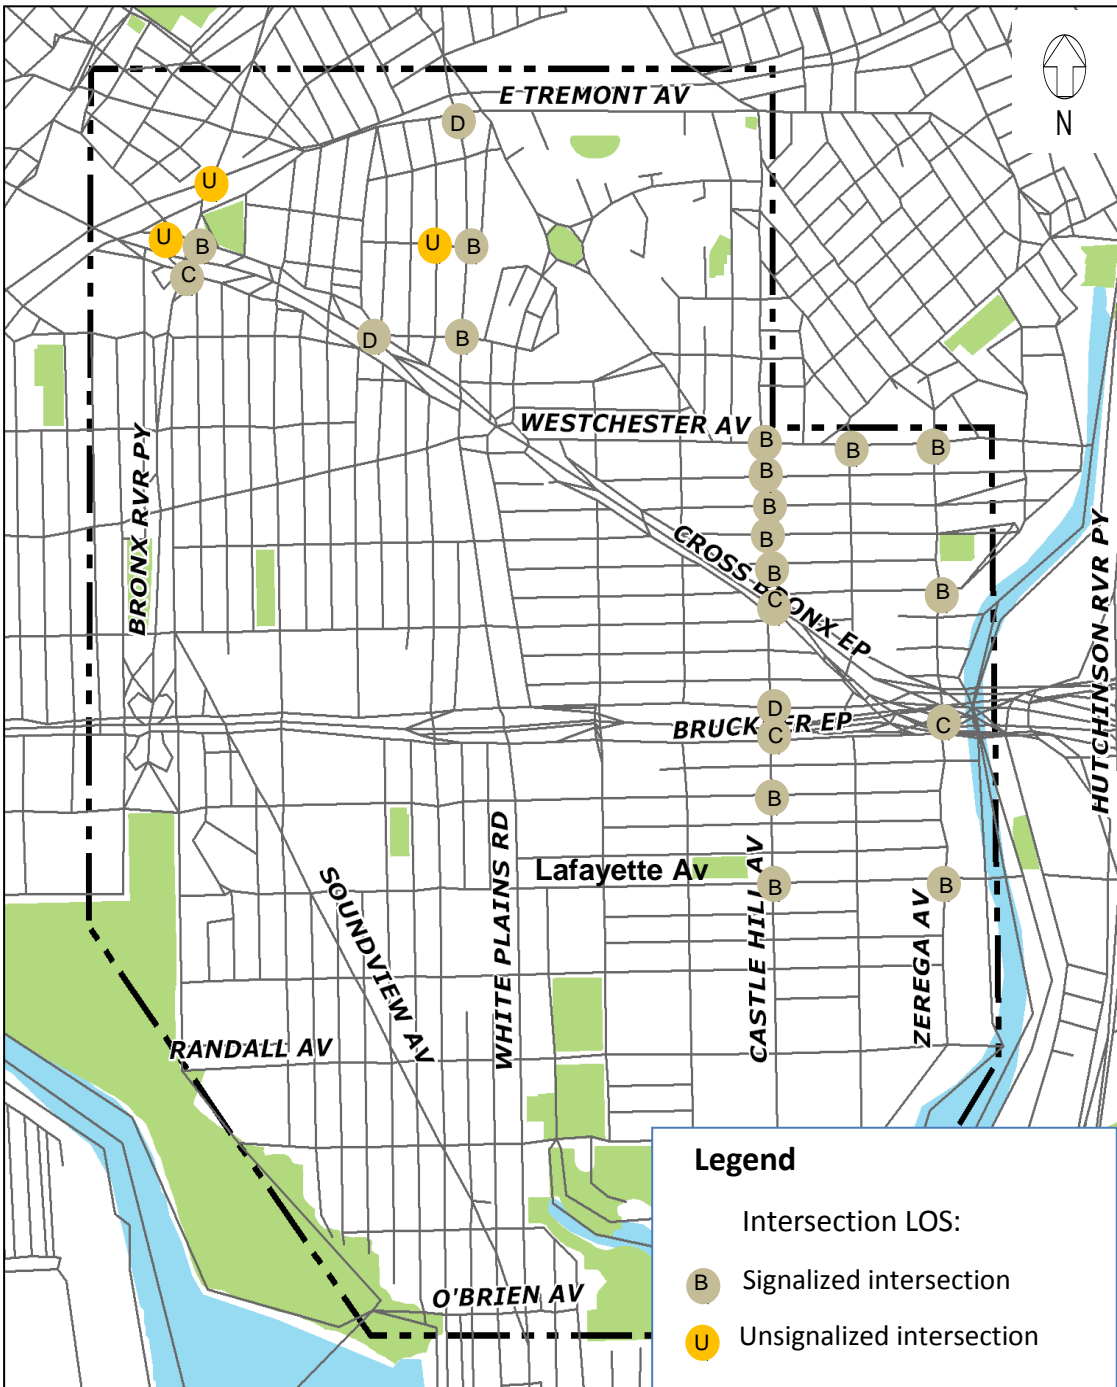 N
E TREMONT AV
D
U
U
B
C
U
B
D
B
WESTCHESTER AV
B
B
B
B
B
B
B
C
CROSS BRONX EP
B
BRONX RVR PY
HUTCHINSON RVR PY
D
BRUCKNER EP
C
C
B
Lafayette Av
B
B
SOUNDVIEW AV
WHITE PLAINS RD
CASTLE HILL AV
ZEREGA AV
RANDALL AV
O'BRIEN AV
Legend
Intersection LOS:
B Signalized intersection
U Unsignalized intersection